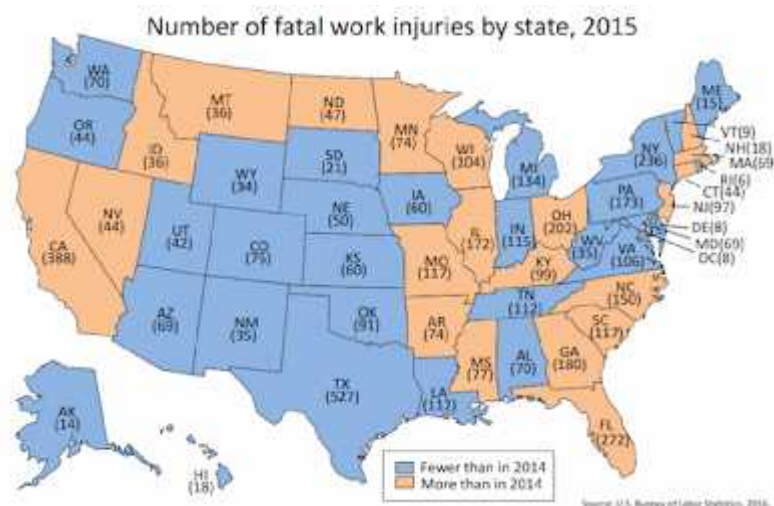 Number of fatal work injuries by state, 2015
WA
(70)
OR
(44)
CA
(388)
NV
(44)
ID
(36)
MT
(36)
WY
(34)
UT
(42)
AZ
(69)
CO
(75)
NM
(35)
ND
(47)
SD
(21)
NE
(50)
KS
(60)
OK
(91)
TX
(527)
MN
(74)
IA
(60)
MO
(117)
AR
(74)
LA
(112)
WI
(104)
IL
(172)
MS
(77)
MI
(134)
IN
(115)
KY
(99)
TN
(112)
AL
(70)
OH
(202)
WV
(35)
VA
(106)
NC
(150)
SC
(117)
GA
(180)
FL
(272)
PA
(173)
NY
(236)
ME
(15)
VT(9)
NH(18)
MA(69)
RI(6)
CT(44)
NJ(97)
DE(8)
MD(69)
DC(8)
AK
(14)
HI
(18)
Fewer than in 2014
More than in 2014
Source: U.S. Bureau of Labor Statistics, 2016.